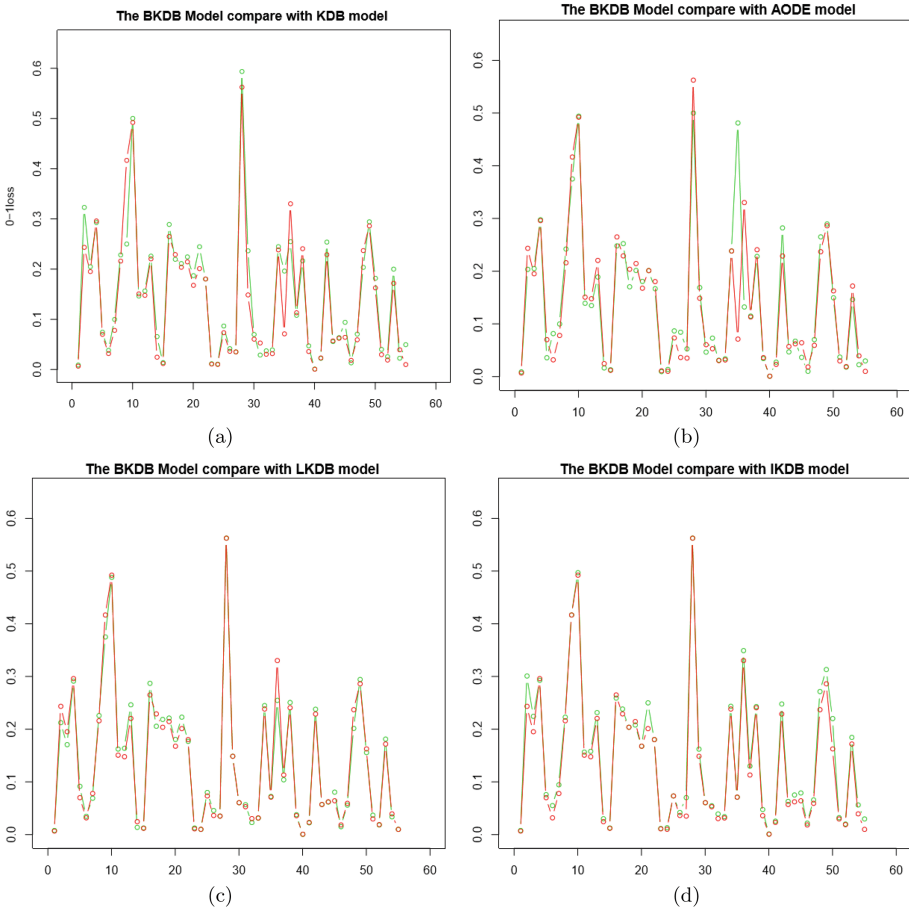 The BKDB Model compare with KDB model
0-1loss
0.6
0.5
0.4
0.3
0.2
0.1
0.0
0 10 20 30 40 50 60
(a)
The BKDB Model compare with AODE model
0.6
0.5
0.4
0.3
0.2
0.1
0.0
0 10 20 30 40 50 60
(b)
The BKDB Model compare with LKDB model
0.6
0.5
0.4
0.3
0.2
0.1
0.0
0 10 20 30 40 50 60
(c)
The BKDB Model compare with IKDB model
0.6
0.5
0.4
0.3
0.2
0.1
0.0
0 10 20 30 40 50 60
(d)